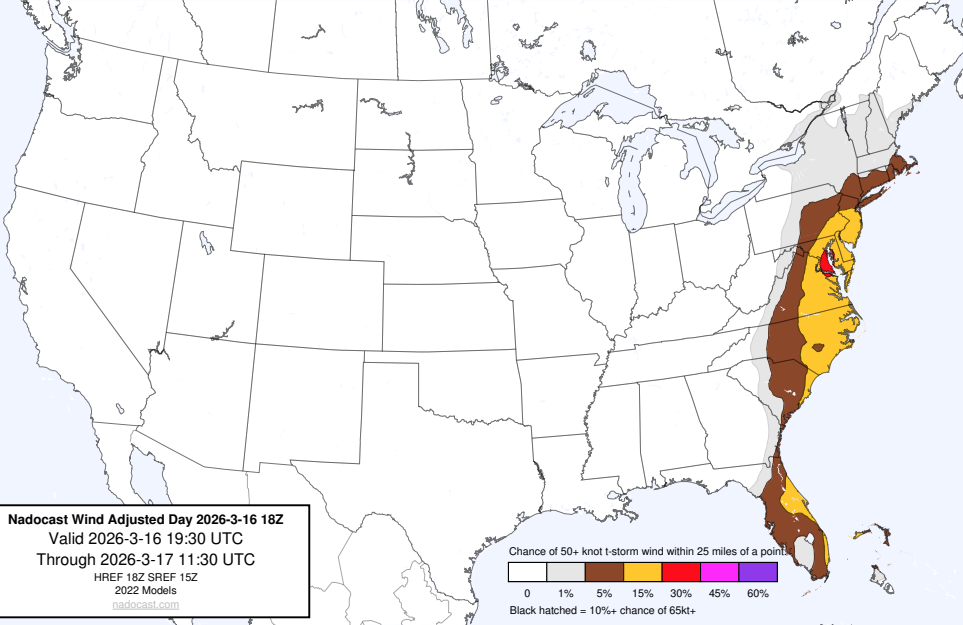 Nadocast Wind Adjusted Day 2026-3-16 18Z
Valid 2026-3-16 19:30 UTC
Through 2026-3-17 11:30 UTC
HREF 18Z SREF 15Z
2022 Models
nadocast.com
Chance of 50+ knot t-storm wind within 25 miles of a point.
0 1% 5% 15% 30% 45% 60%
Black hatched = 10%+ chance of 65kt+